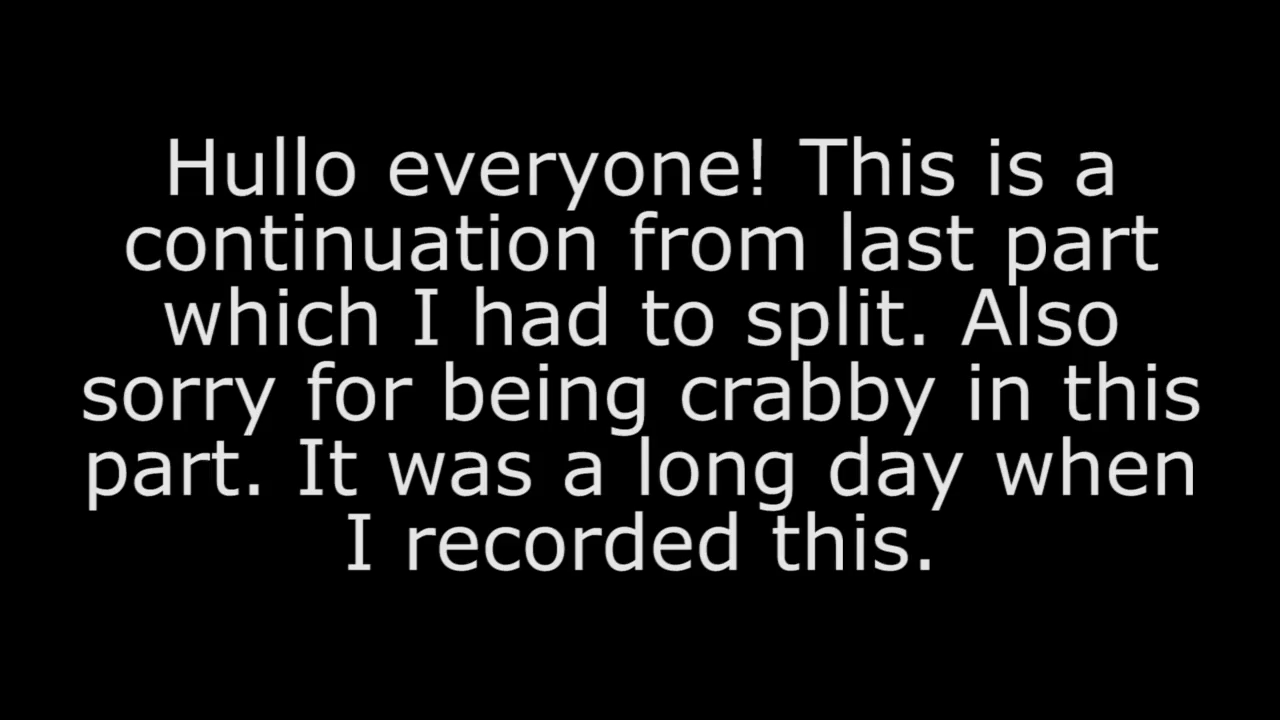 Hullo everyone! This is a
continuation from last part
which I had to split. Also
sorry for being crabby in this
part. It was a long day when
I recorded this.